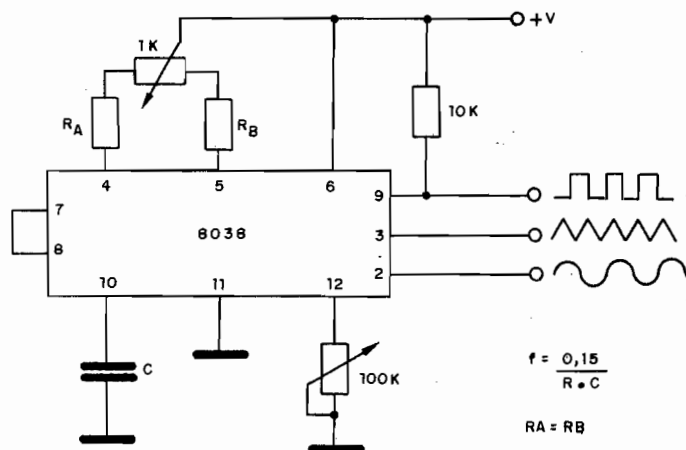 +V
1K
RA
RB
10K
4
5
6
9
7
8038
3
8
2
10
11
12
C
100K
f = 0,15
R . C
RA = RB